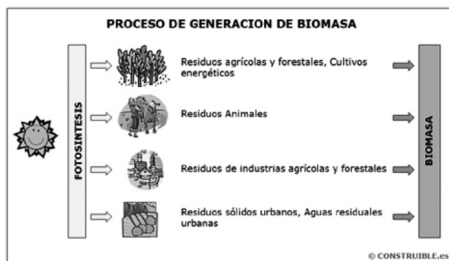 PROCESO DE GENERACION DE BIOMASA
FOTOSINTESIS
Residuos agrícolas y forestales, Cultivos
energéticos
Residuos Animales
Residuos de industrias agrícolas y forestales
Residuos sólidos urbanos, Aguas residuales
urbanas
BIOMASA
© CONSTRUIBLE.es